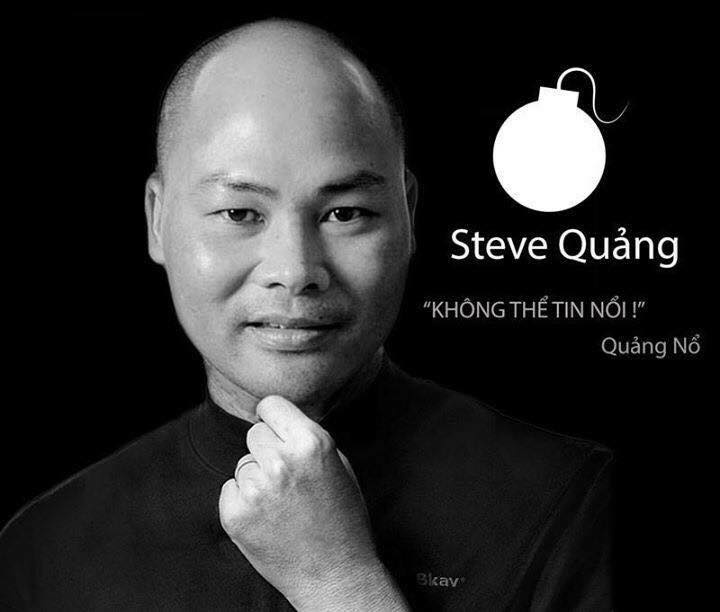 Steve Quảng
“KHÔNG THỂ TIN NỔI !”
Quảng Nổ
Bkav®